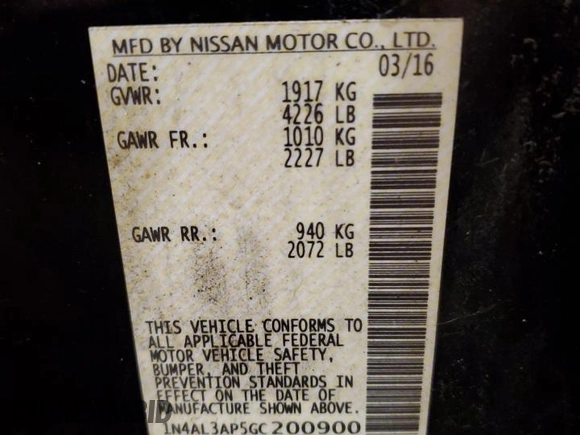 MFD BY NISSAN MOTOR CO., LTD.
DATE: 03/16
GVWR: 1917 KG
4226 LB
GAWR FR.: 1010 KG
2227 LB
GAWR RR.: 940 KG
2072 LB
THIS VEHICLE CONFORMS TO
ALL APPLICABLE FEDERAL
MOTOR VEHICLE SAFETY,
BUMPER, AND THEFT
PREVENTION STANDARDS IN
EFFECT ON THE DATE OF
MANUFACTURE SHOWN ABOVE.
1N4AL3AP5GC200900